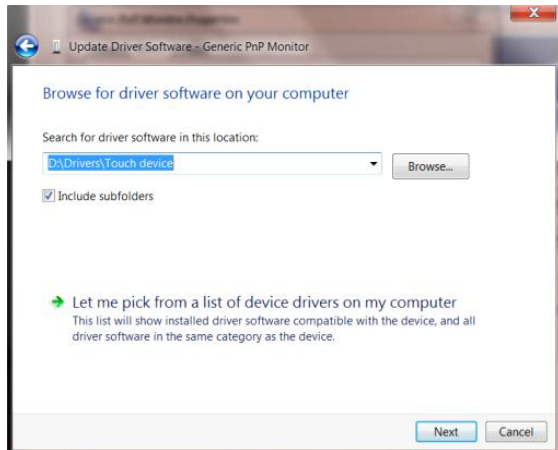 Update Driver Software - Generic PnP Monitor
Browse for driver software on your computer
Search for driver software in this location:
D:\Drivers\Touch device
Browse...
Include subfolders
Let me pick from a list of device drivers on my computer
This list will show installed driver software compatible with the device, and all
driver software in the same category as the device.
Next
Cancel